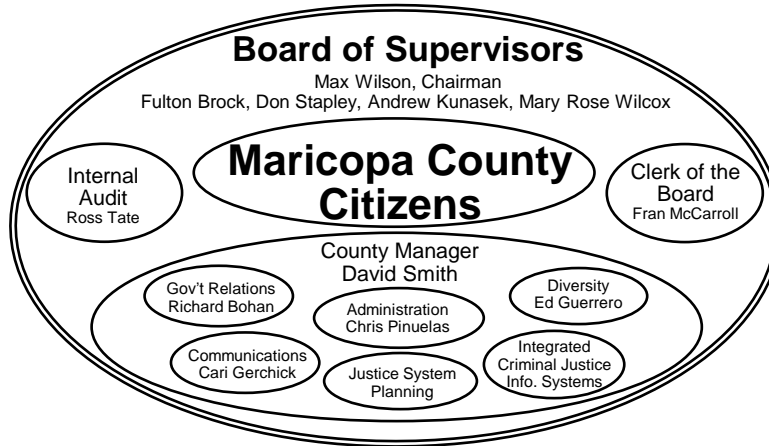 Board of Supervisors
Max Wilson, Chairman
Fulton Brock, Don Stapley, Andrew Kunasek, Mary Rose Wilcox
Internal
Audit
Ross Tate
Maricopa County
Citizens
Clerk of the
Board
Fran McCarroll
County Manager
David Smith
Gov't Relations
Richard Bohan
Administration
Chris Pinuelas
Diversity
Ed Guerrero
Communications
Cari Gerchick
Justice System
Planning
Integrated
Criminal Justice
Info. Systems